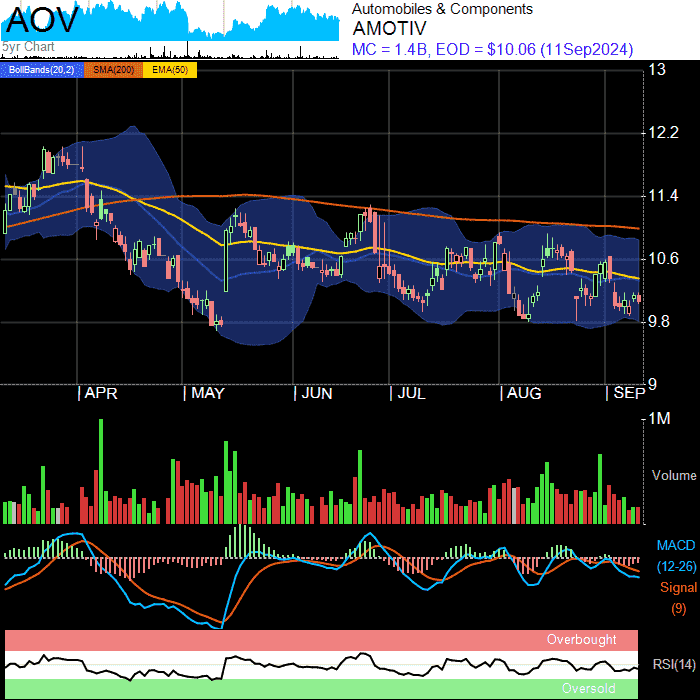 AOV
5yr Chart
Automobiles & Components
AMOTIV
MC = 1.4B, EOD = $10.06 (11Sep2024)
BollBands(20,2) SMA(200) EMA(50)
13
12.2
11.4
10.6
9.8
9
APR MAY JUN JUL AUG SEP
1M
Volume
MACD
(12-26)
Signal
(9)
Overbought
RSI(14)
Oversold